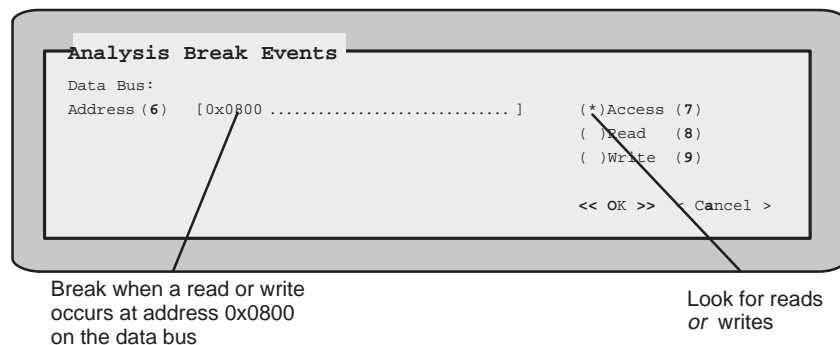 Analysis Break Events
Data Bus:
Address (6) [0x0800 ............................. ] (*)Access (7)
( )Read (8)
( )Write (9)
<< OK >> < Cancel >
Break when a read or write
occurs at address 0x0800
on the data bus
Look for reads
or writes